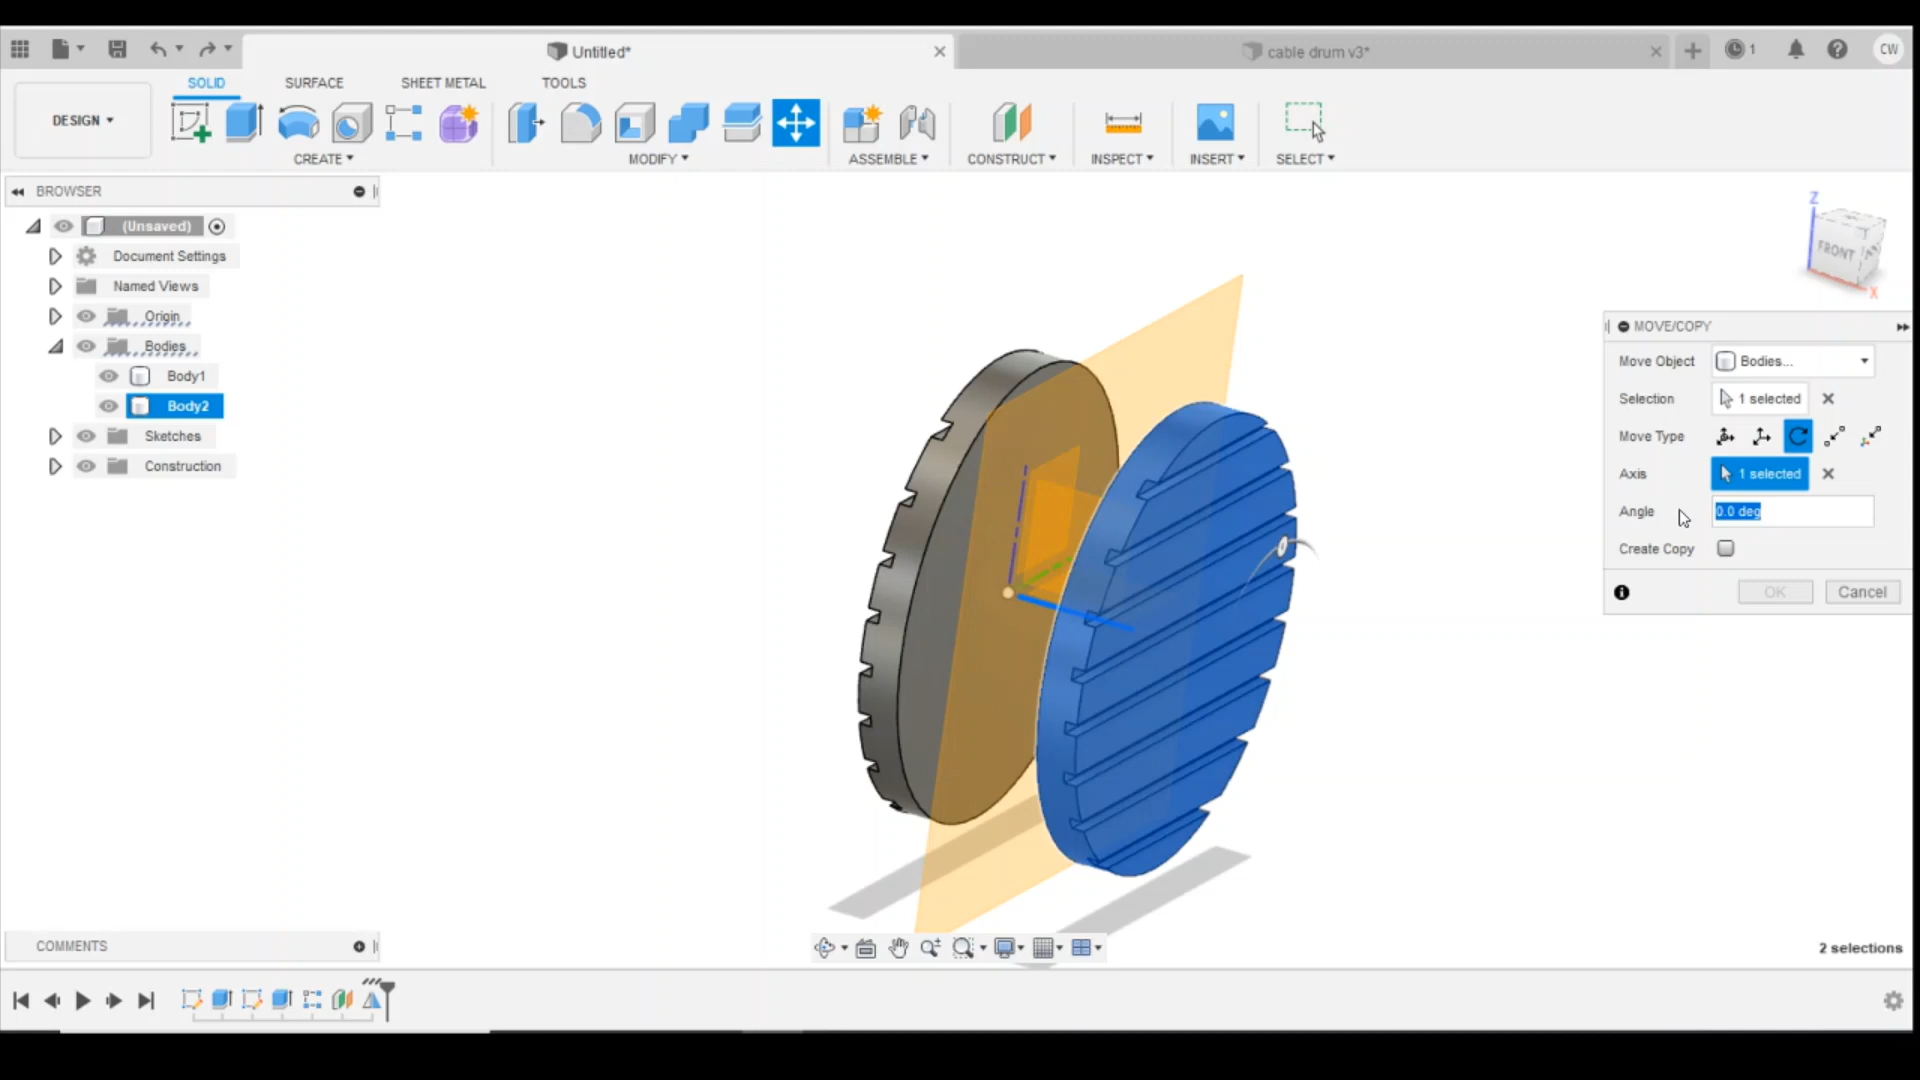 Untitled*
cable drum v3*
1
CW
DESIGN
SOLID
SURFACE
SHEET METAL
TOOLS
CREATE
MODIFY
ASSEMBLE
CONSTRUCT
INSPECT
INSERT
SELECT
BROWSER
(Unsaved)
Document Settings
Named Views
Origin
Bodies
Body1
Body2
Sketches
Construction
Z
FRONT
X
MOVE/COPY
Move Object
Bodies...
Selection
1 selected
Move Type
Axis
1 selected
Angle
0.0 deg
Create Copy
OK
Cancel
COMMENTS
2 selections